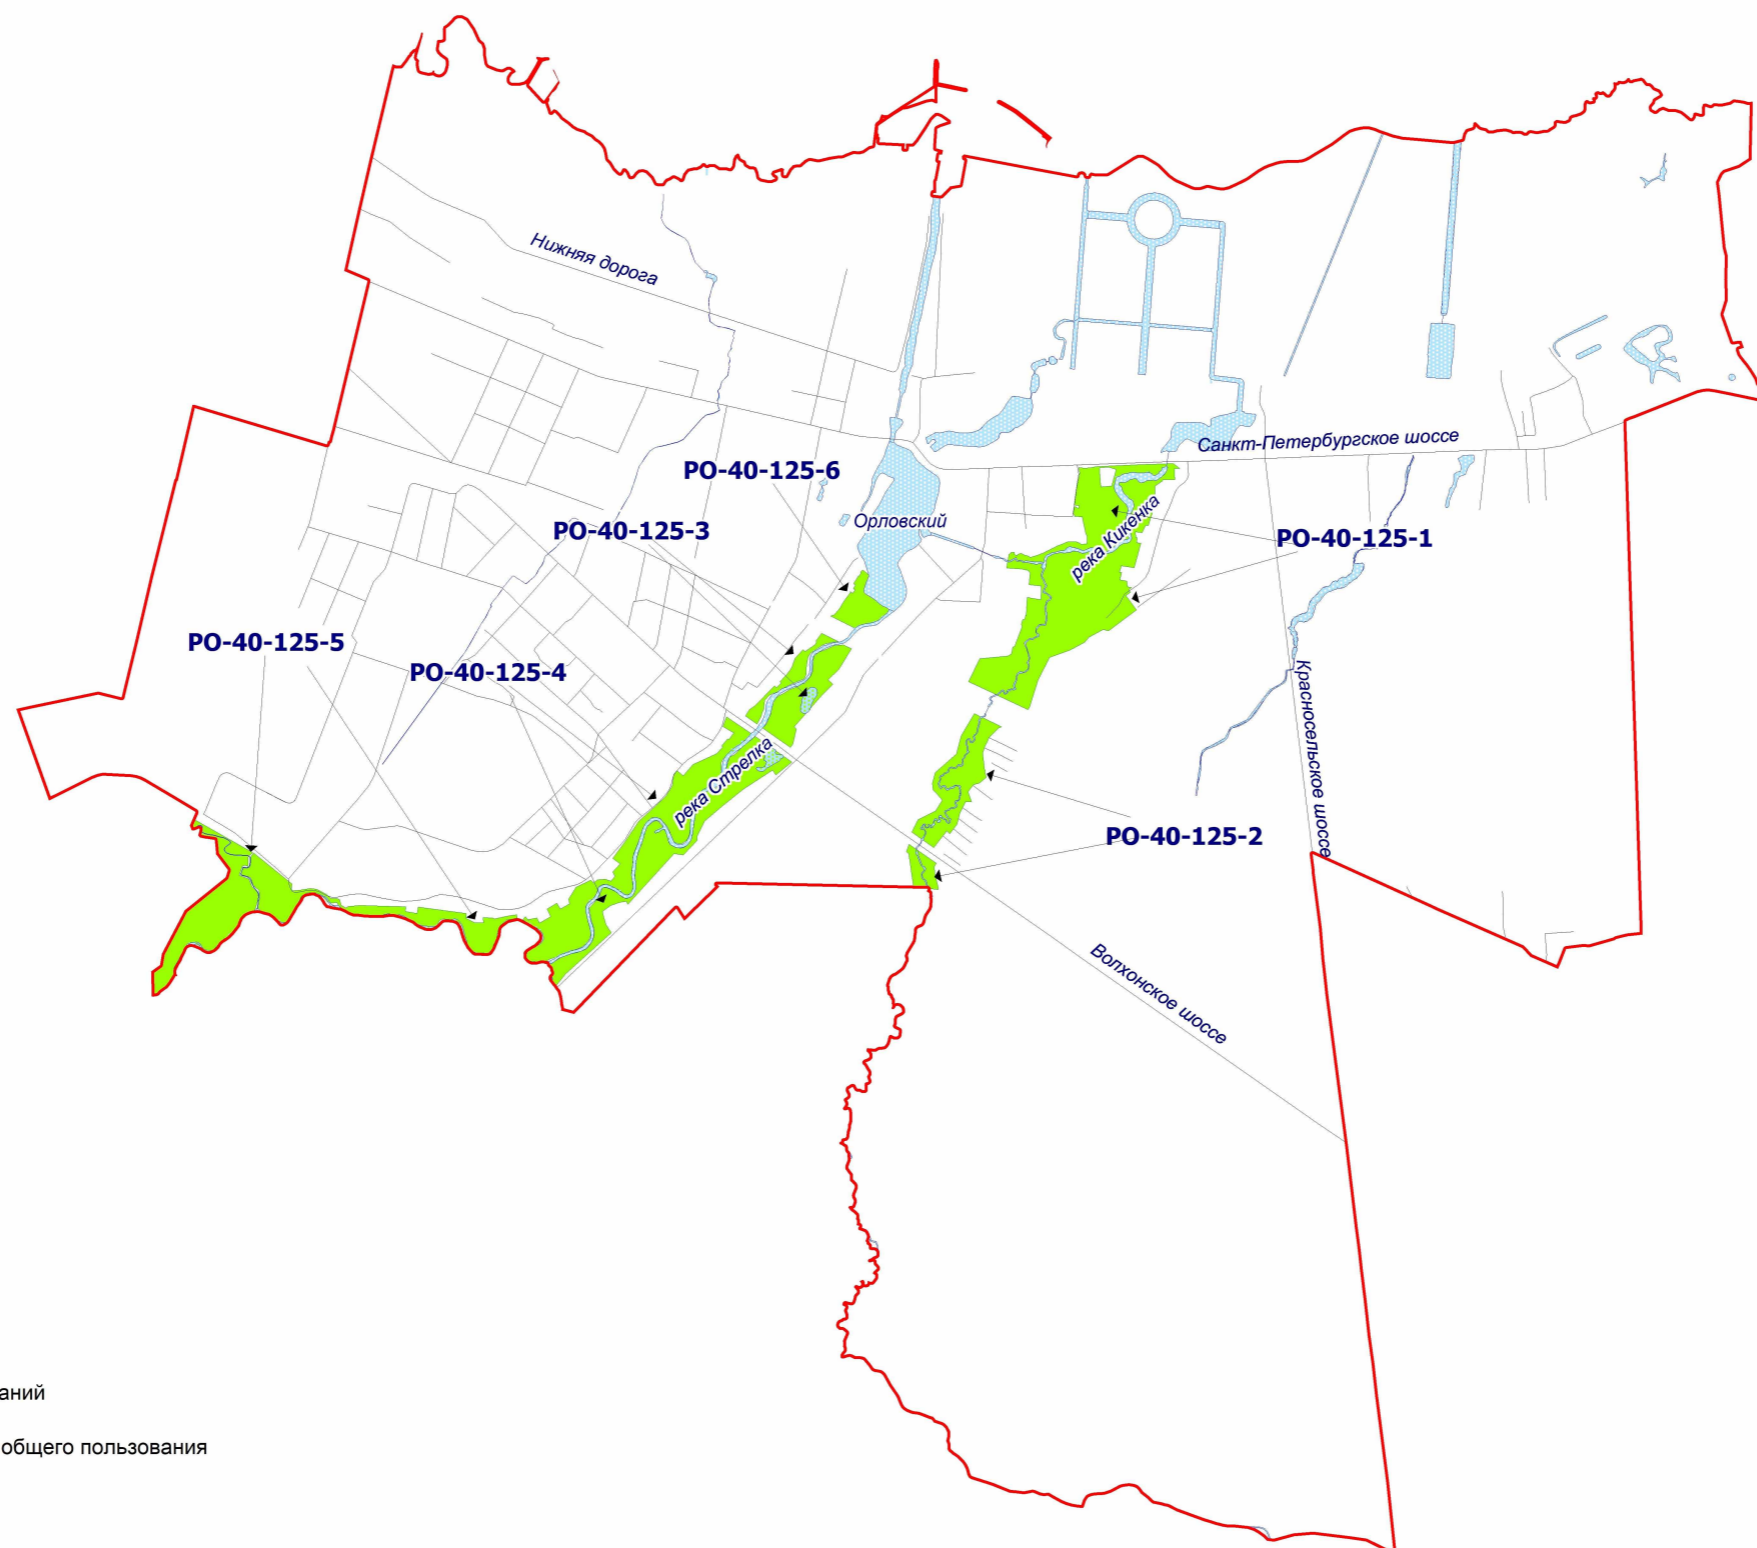 Нижняя дорога
Санкт-Петербургское шоссе
РО-40-125-6
Орловский
РО-40-125-3
река Кикенка
РО-40-125-1
РО-40-125-5
РО-40-125-4
река Стрелка
Красносельское шоссе
РО-40-125-2
Волхонское шоссе
аний
общего пользования